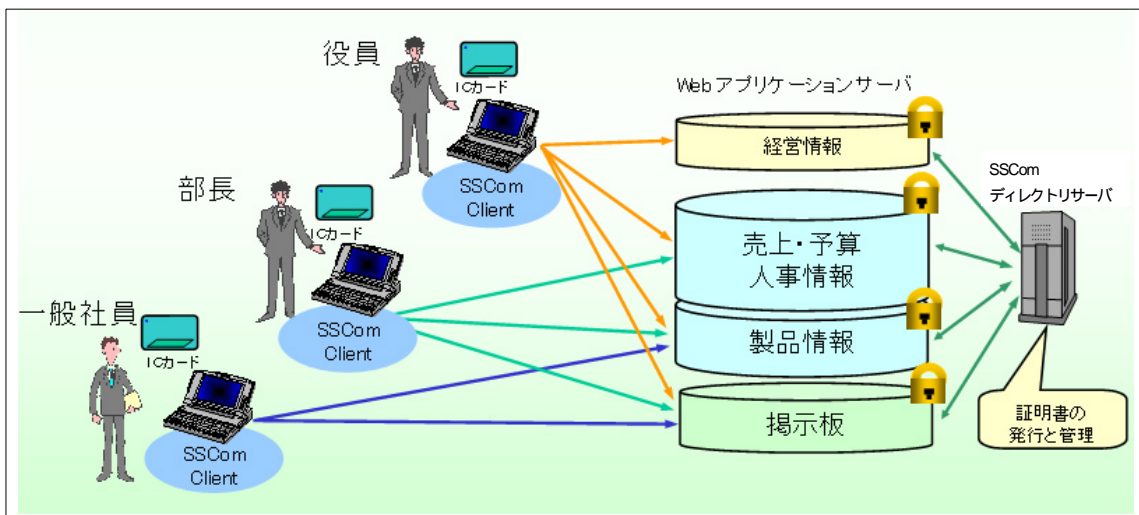 役員
ICカード
SSCom
Client
部長
ICカード
SSCom
Client
一般社員
ICカード
SSCom
Client
Webアプリケーションサーバ
経営情報
売上・予算
人事情報
製品情報
掲示板
SSCom
ディレクトリサーバ
証明書の
発行と管理